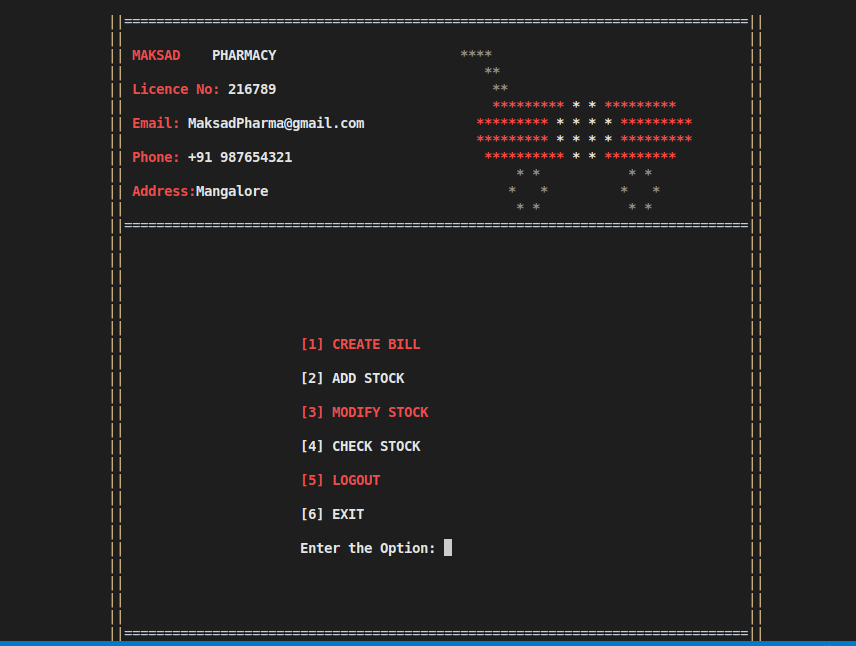 MAKSAD PHARMACY
Licence No: 216789
Email: MaksadPharma@gmail.com
Phone: +91 987654321
Address:Mangalore
[1] CREATE BILL
[2] ADD STOCK
[3] MODIFY STOCK
[4] CHECK STOCK
[5] LOGOUT
[6] EXIT
Enter the Option: